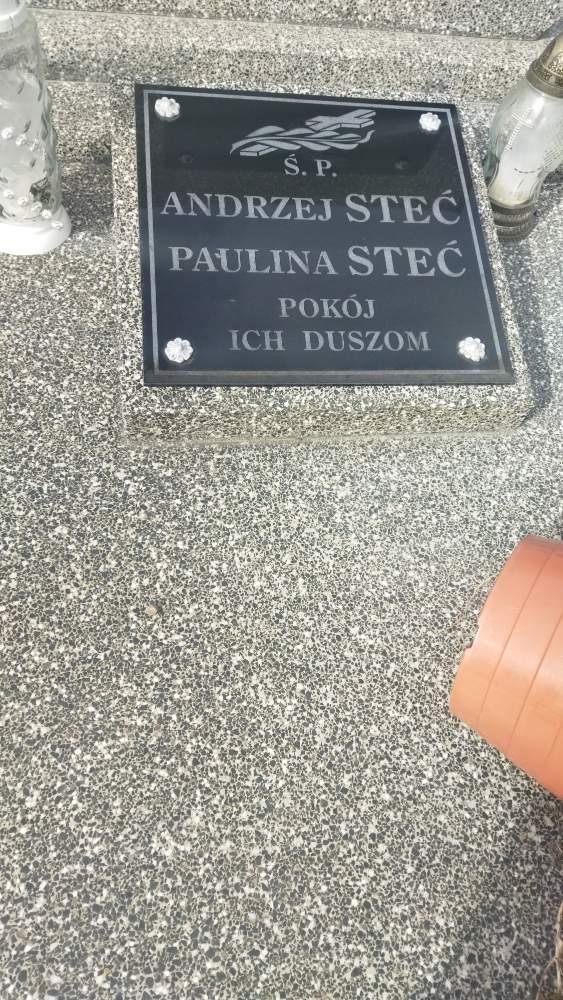 Ś. P.
ANDRZEJ STEĆ
PAULINA STEĆ
POKÓJ
ICH DUSZOM